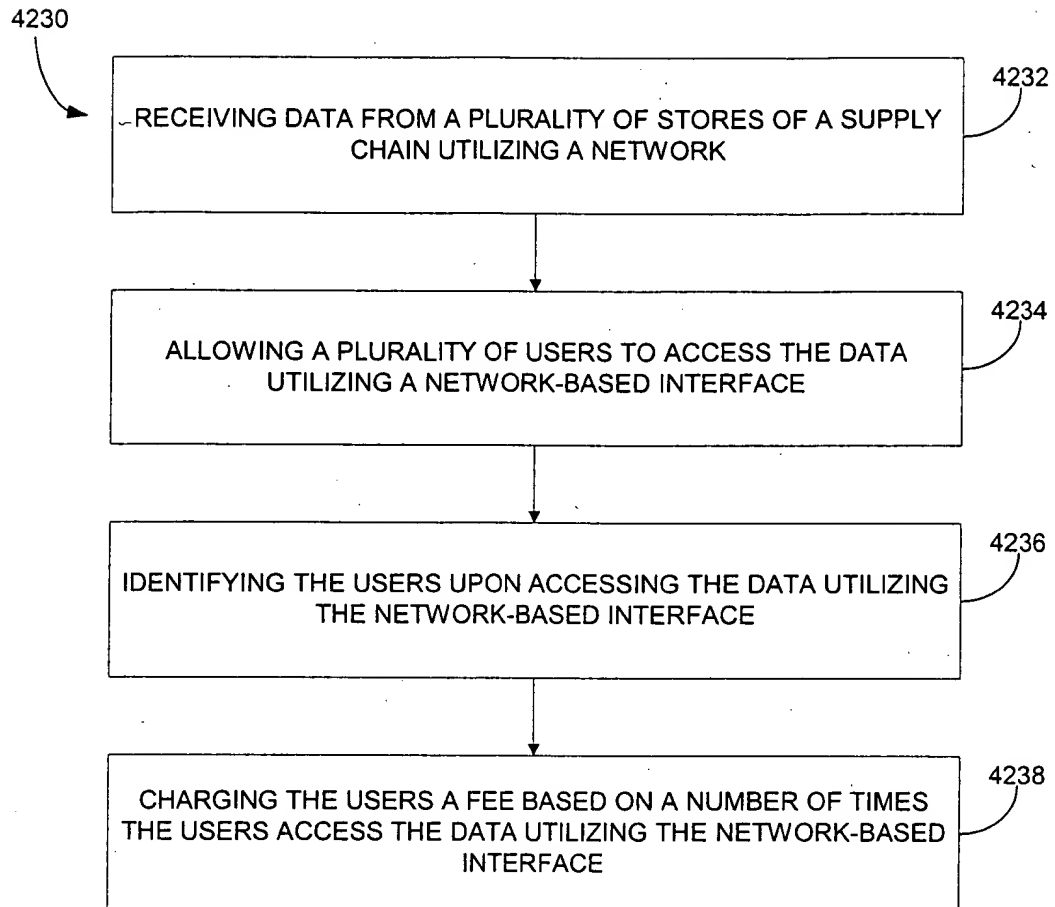 4230
4232
RECEIVING DATA FROM A PLURALITY OF STORES OF A SUPPLY
CHAIN UTILIZING A NETWORK
4234
ALLOWING A PLURALITY OF USERS TO ACCESS THE DATA
UTILIZING A NETWORK-BASED INTERFACE
4236
IDENTIFYING THE USERS UPON ACCESSING THE DATA UTILIZING
THE NETWORK-BASED INTERFACE
4238
CHARGING THE USERS A FEE BASED ON A NUMBER OF TIMES
THE USERS ACCESS THE DATA UTILIZING THE NETWORK-BASED
INTERFACE